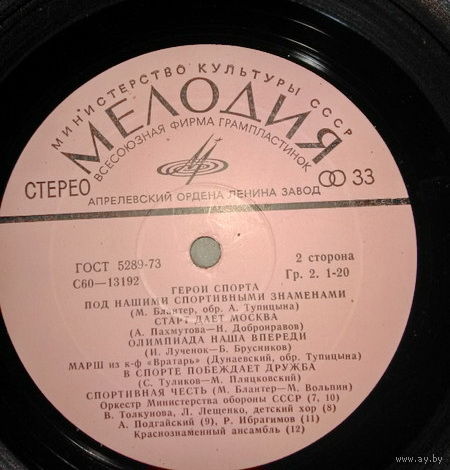 МИНИСТЕРСТВО КУЛЬТУРЫ СССР
МЕЛОДИЯ
ВСЕСОЮЗНАЯ ФИРМА ГРАМПЛАСТИНОК
СТЕРЕО
33
АПРЕЛЕВСКИЙ ОРДЕНА ЛЕНИНА ЗАВОД
ГОСТ 5289-73
2 сторона
С60—13192
Гр. 2. 1-20
ГЕРОИ СПОРТА
ПОД НАШИМИ СПОРТИВНЫМИ ЗНАМЕНАМИ
(М. Блантер, обр. А. Тупицына)
СТАРТ ДАЕТ МОСКВА
(А. Пахмутова—Н. Добронравов)
ОЛИМПИАДА НАША ВПЕРЕДИ
(И. Лученок—Б. Брусников)
МАРШ из к-ф «Вратарь» (Дунаевский, обр. Тупицына)
В СПОРТЕ ПОБЕЖДАЕТ ДРУЖБА
(С. Туликов—М. Пляцковский)
СПОРТИВНАЯ ЧЕСТЬ (М. Блантер—М. Вольпин)
Оркестр Министерства обороны СССР (7, 10)
В. Толкунова, Л. Лещенко, детский хор (8)
А. Подгайский (9), Р. Ибрагимов (11)
Краснознаменный ансамбль (12)
www.ay.by